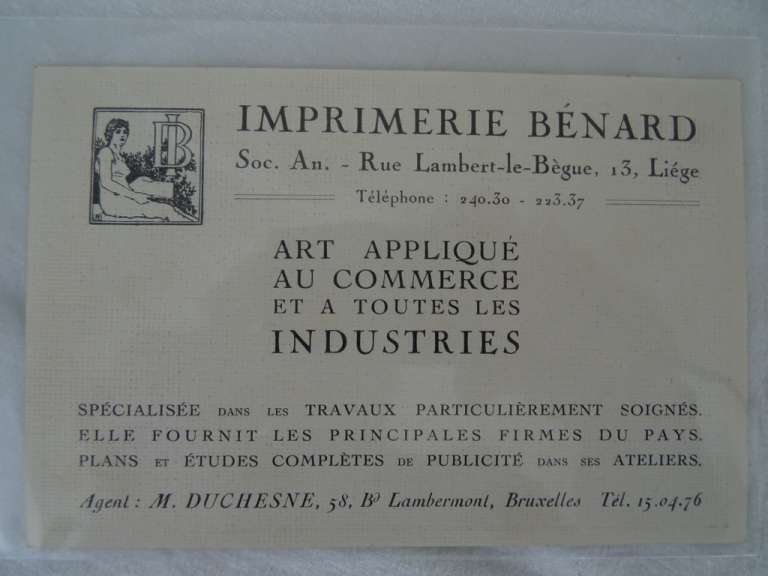 IB
IMPRIMERIE BÉNARD
Soc. An. - Rue Lambert-le-Bègue, 13, Liége
Téléphone : 240.30 - 223.37
ART APPLIQUÉ
AU COMMERCE
ET A TOUTES LES
INDUSTRIES
SPÉCIALISÉE DANS LES TRAVAUX PARTICULIÈREMENT SOIGNÉS.
ELLE FOURNIT LES PRINCIPALES FIRMES DU PAYS.
PLANS ET ÉTUDES COMPLÈTES DE PUBLICITÉ DANS SES ATELIERS.
Agent : M. DUCHESNE, 58, Bd Lambermont, Bruxelles Tél. 15.04.76